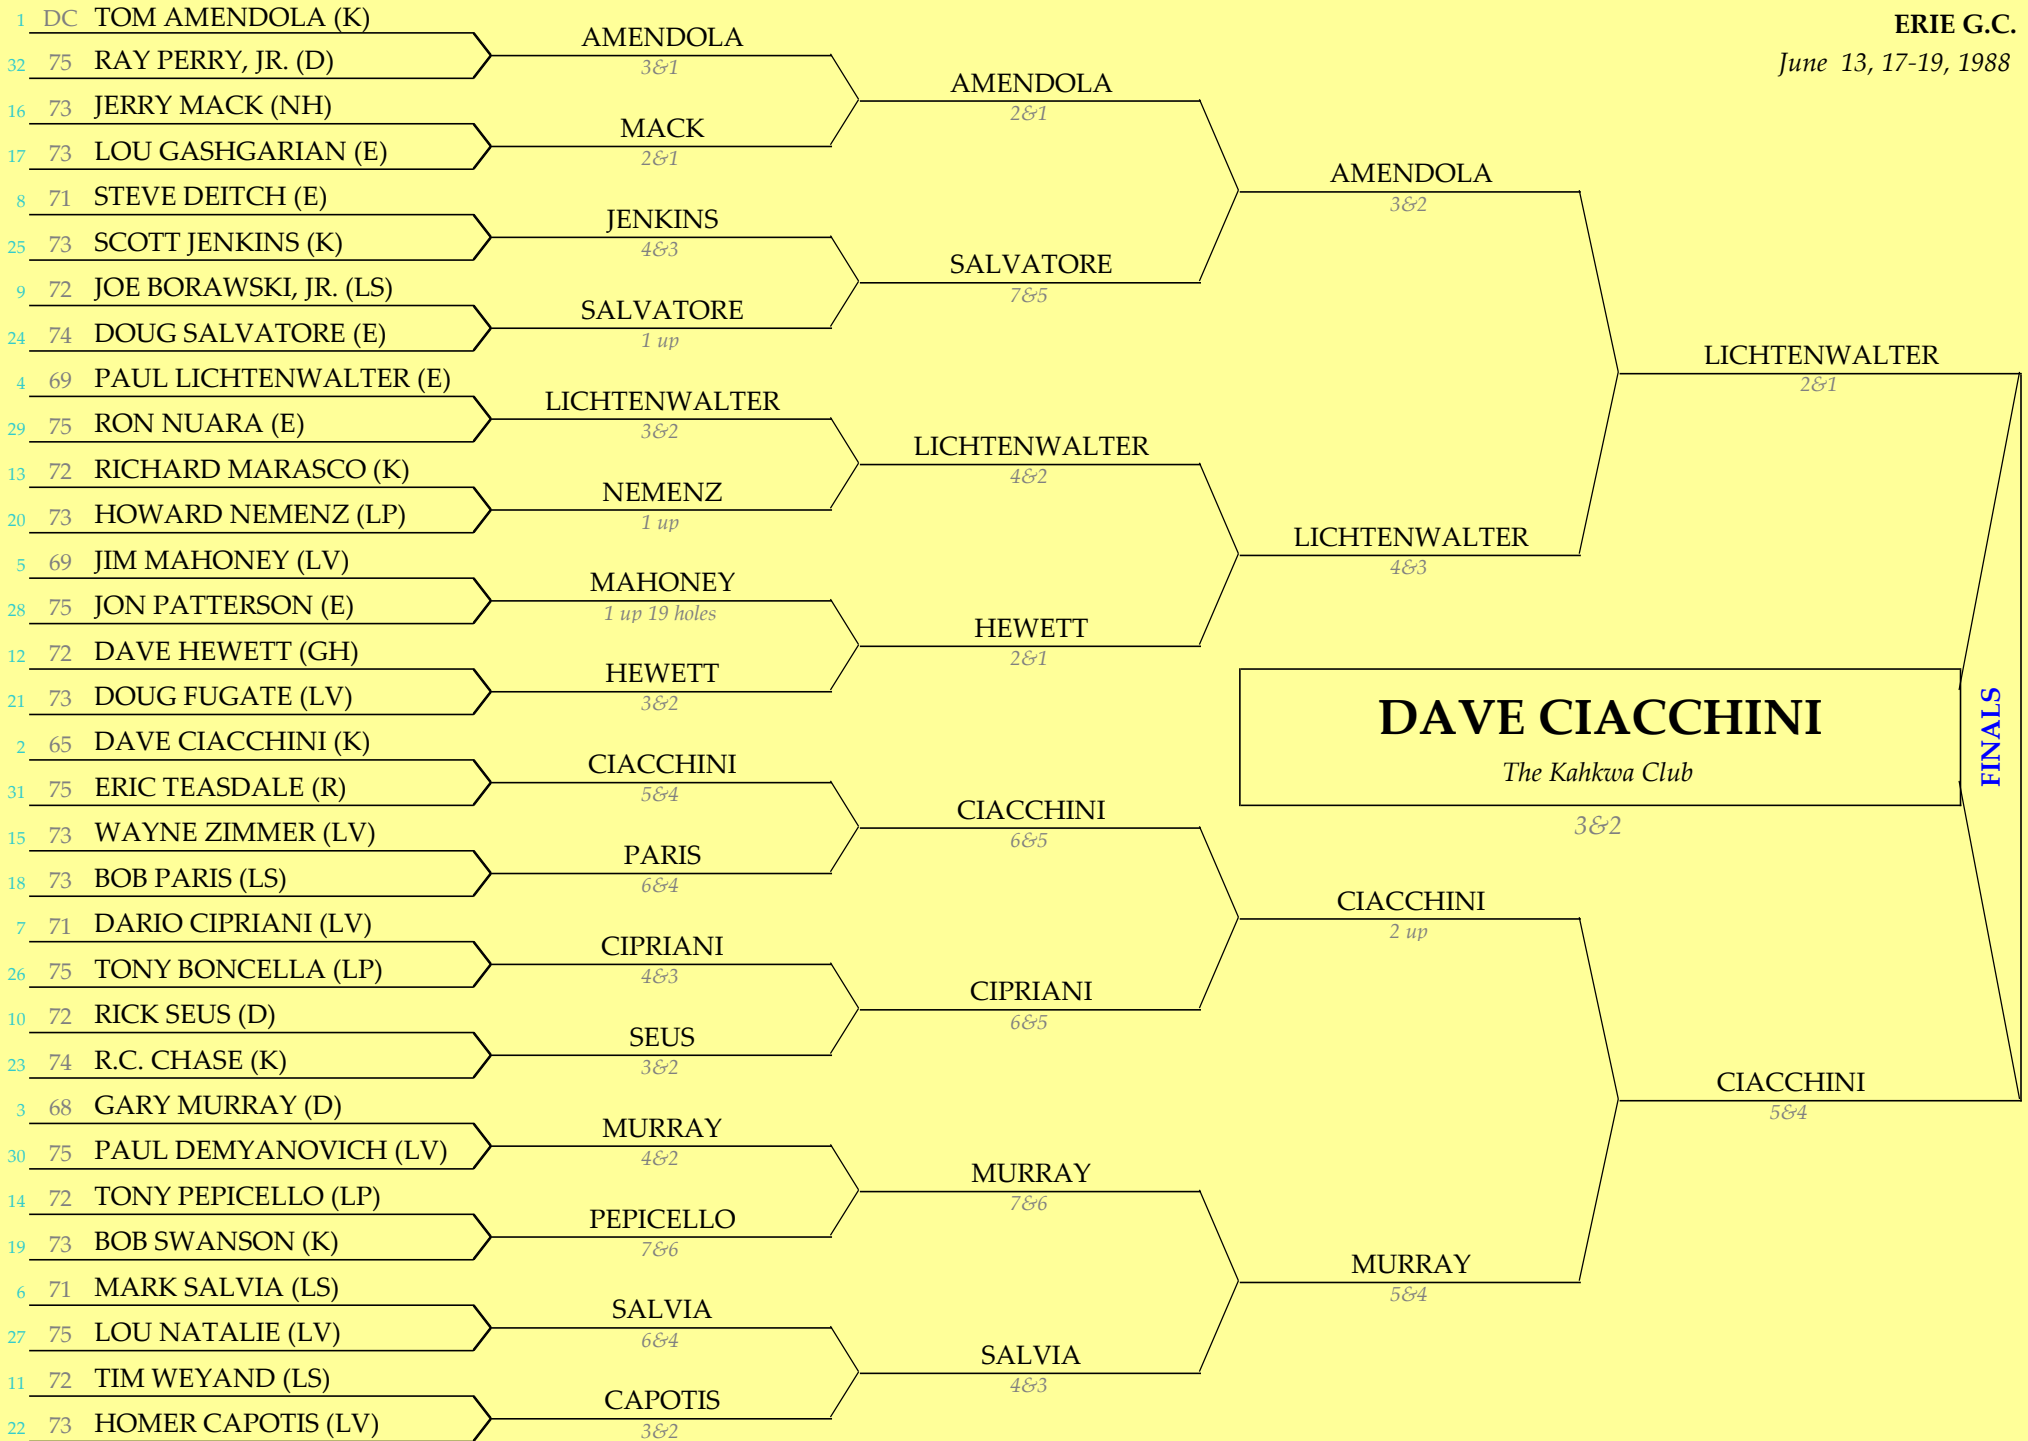 ERIE G.C.
June 13, 17-19, 1988
1 DC TOM AMENDOLA (K)
32 75 RAY PERRY, JR. (D)
16 73 JERRY MACK (NH)
17 73 LOU GASHGARIAN (E)
8 71 STEVE DEITCH (E)
25 73 SCOTT JENKINS (K)
9 72 JOE BORAWSKI, JR. (LS)
24 74 DOUG SALVATORE (E)
4 69 PAUL LICHTENWALTER (E)
29 75 RON NUARA (E)
13 72 RICHARD MARASCO (K)
20 73 HOWARD NEMENZ (LP)
5 69 JIM MAHONEY (LV)
28 75 JON PATTERSON (E)
12 72 DAVE HEWETT (GH)
21 73 DOUG FUGATE (LV)
2 65 DAVE CIACCHINI (K)
31 75 ERIC TEASDALE (R)
15 73 WAYNE ZIMMER (LV)
18 73 BOB PARIS (LS)
7 71 DARIO CIPRIANI (LV)
26 75 TONY BONCELLA (LP)
10 72 RICK SEUS (D)
23 74 R.C. CHASE (K)
3 68 GARY MURRAY (D)
30 75 PAUL DEMYANOVICH (LV)
14 72 TONY PEPICELLO (LP)
19 73 BOB SWANSON (K)
6 71 MARK SALVIA (LS)
27 75 LOU NATALIE (LV)
11 72 TIM WEYAND (LS)
22 73 HOMER CAPOTIS (LV)
AMENDOLA
3&1
MACK
2&1
JENKINS
4&3
SALVATORE
1 up
LICHTENWALTER
3&2
NEMENZ
1 up
MAHONEY
1 up 19 holes
HEWETT
3&2
CIACCHINI
5&4
PARIS
6&4
CIPRIANI
4&3
SEUS
3&2
MURRAY
4&2
PEPICELLO
7&6
SALVIA
6&4
CAPOTIS
3&2
AMENDOLA
2&1
SALVATORE
7&5
LICHTENWALTER
4&2
HEWETT
2&1
CIACCHINI
6&5
CIPRIANI
6&5
MURRAY
7&6
SALVIA
4&3
AMENDOLA
3&2
LICHTENWALTER
4&3
CIACCHINI
2 up
MURRAY
5&4
LICHTENWALTER
2&1
CIACCHINI
5&4
DAVE CIACCHINI
The Kahkwa Club
3&2
FINALS